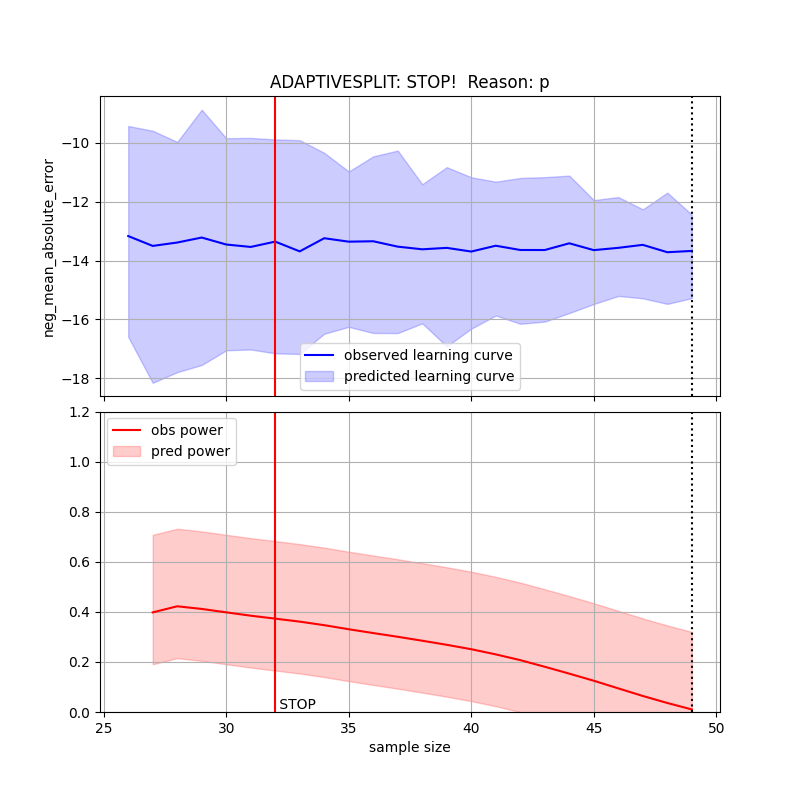 ADAPTIVESPLIT: STOP!  Reason: p
neg_mean_absolute_error
−10
−12
−14
−16
−18
observed learning curve
predicted learning curve
1.2
1.0
0.8
0.6
0.4
0.2
0.0
obs power
pred power
STOP
25
30
35
40
45
50
sample size